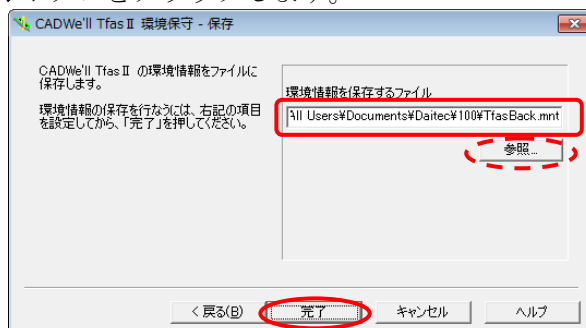 CADWe'll TfasⅡ 環境保守 - 保存
CADWe'll TfasⅡ の環境情報をファイルに
保存します。
環境情報の保存を行なうには、右記の項目
を設定してから、「完了」を押してください。
環境情報を保存するファイル
All Users¥Documents¥Daitec¥100¥TfasBack.mnt
参照...
< 戻る(B)
完了
キャンセル
ヘルプ